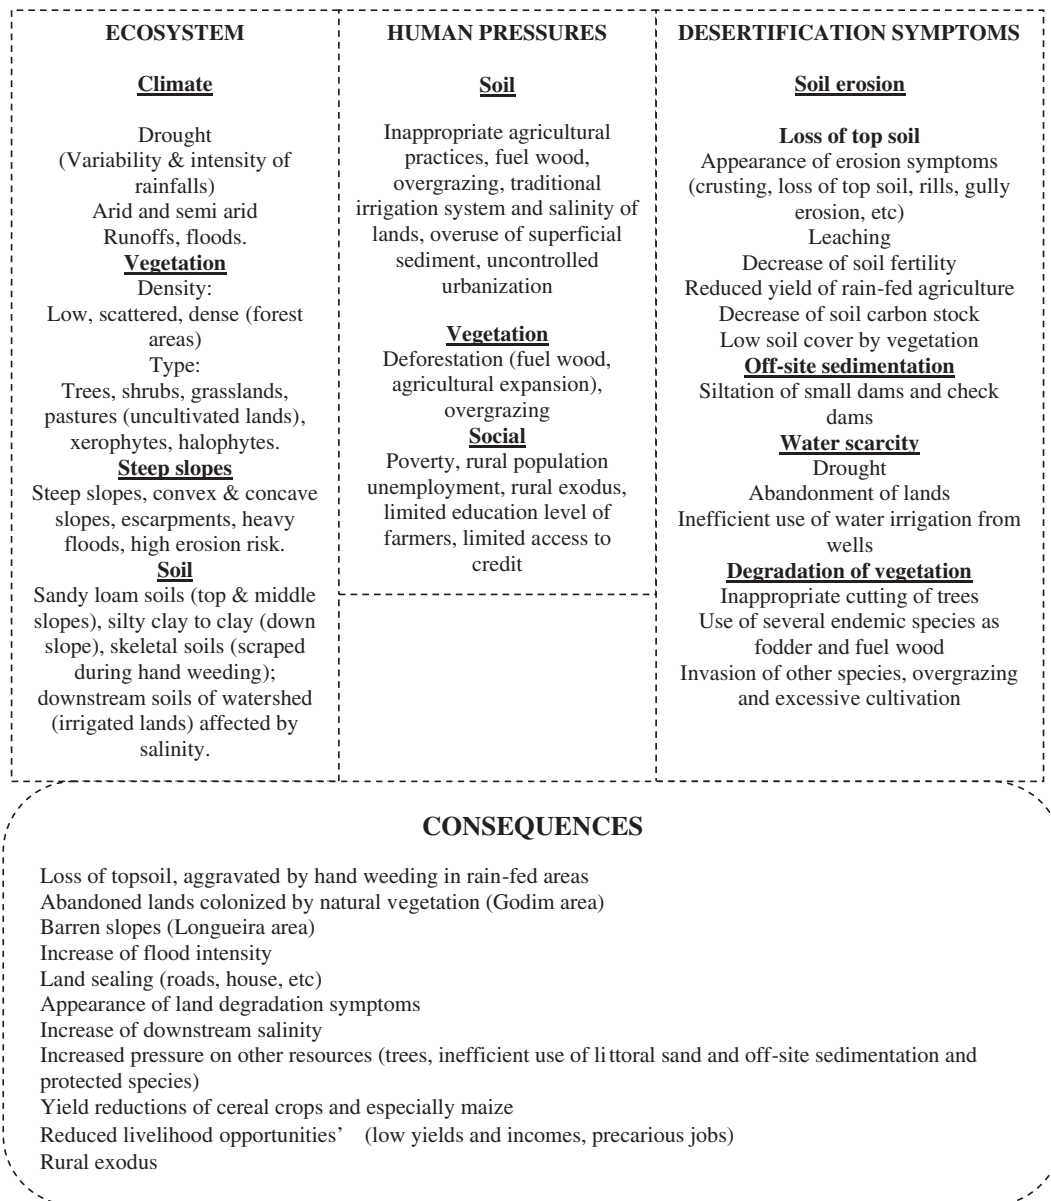 ECOSYSTEM
Climate
Drought
(Variability & intensity of
rainfalls)
Arid and semi arid
Runoffs, floods.
Vegetation
Density:
Low, scattered, dense (forest
areas)
Type:
Trees, shrubs, grasslands,
pastures (uncultivated lands),
xerophytes, halophytes.
Steep slopes
Steep slopes, convex & concave
slopes, escarpments, heavy
floods, high erosion risk.
Soil
Sandy loam soils (top & middle
slopes), silty clay to clay (down
slope), skeletal soils (scraped
during hand weeding);
downstream soils of watershed
(irrigated lands) affected by
salinity.
HUMAN PRESSURES
Soil
Inappropriate agricultural
practices, fuel wood,
overgrazing, traditional
irrigation system and salinity of
lands, overuse of superficial
sediment, uncontrolled
urbanization
Vegetation
Deforestation (fuel wood,
agricultural expansion),
overgrazing
Social
Poverty, rural population
unemployment, rural exodus,
limited education level of
farmers, limited access to
credit
DESERTIFICATION SYMPTOMS
Soil erosion
Loss of top soil
Appearance of erosion symptoms
(crusting, loss of top soil, rills, gully
erosion, etc)
Leaching
Decrease of soil fertility
Reduced yield of rain-fed agriculture
Decrease of soil carbon stock
Low soil cover by vegetation
Off-site sedimentation
Siltation of small dams and check
dams
Water scarcity
Drought
Abandonment of lands
Inefficient use of water irrigation from
wells
Degradation of vegetation
Inappropriate cutting of trees
Use of several endemic species as
fodder and fuel wood
Invasion of other species, overgrazing
and excessive cultivation
CONSEQUENCES
Loss of topsoil, aggravated by hand weeding in rain-fed areas
Abandoned lands colonized by natural vegetation (Godim area)
Barren slopes (Longueira area)
Increase of flood intensity
Land sealing (roads, house, etc)
Appearance of land degradation symptoms
Increase of downstream salinity
Increased pressure on other resources (trees, inefficient use of littoral sand and off-site sedimentation and
protected species)
Yield reductions of cereal crops and especially maize
Reduced livelihood opportunities’ (low yields and incomes, precarious jobs)
Rural exodus